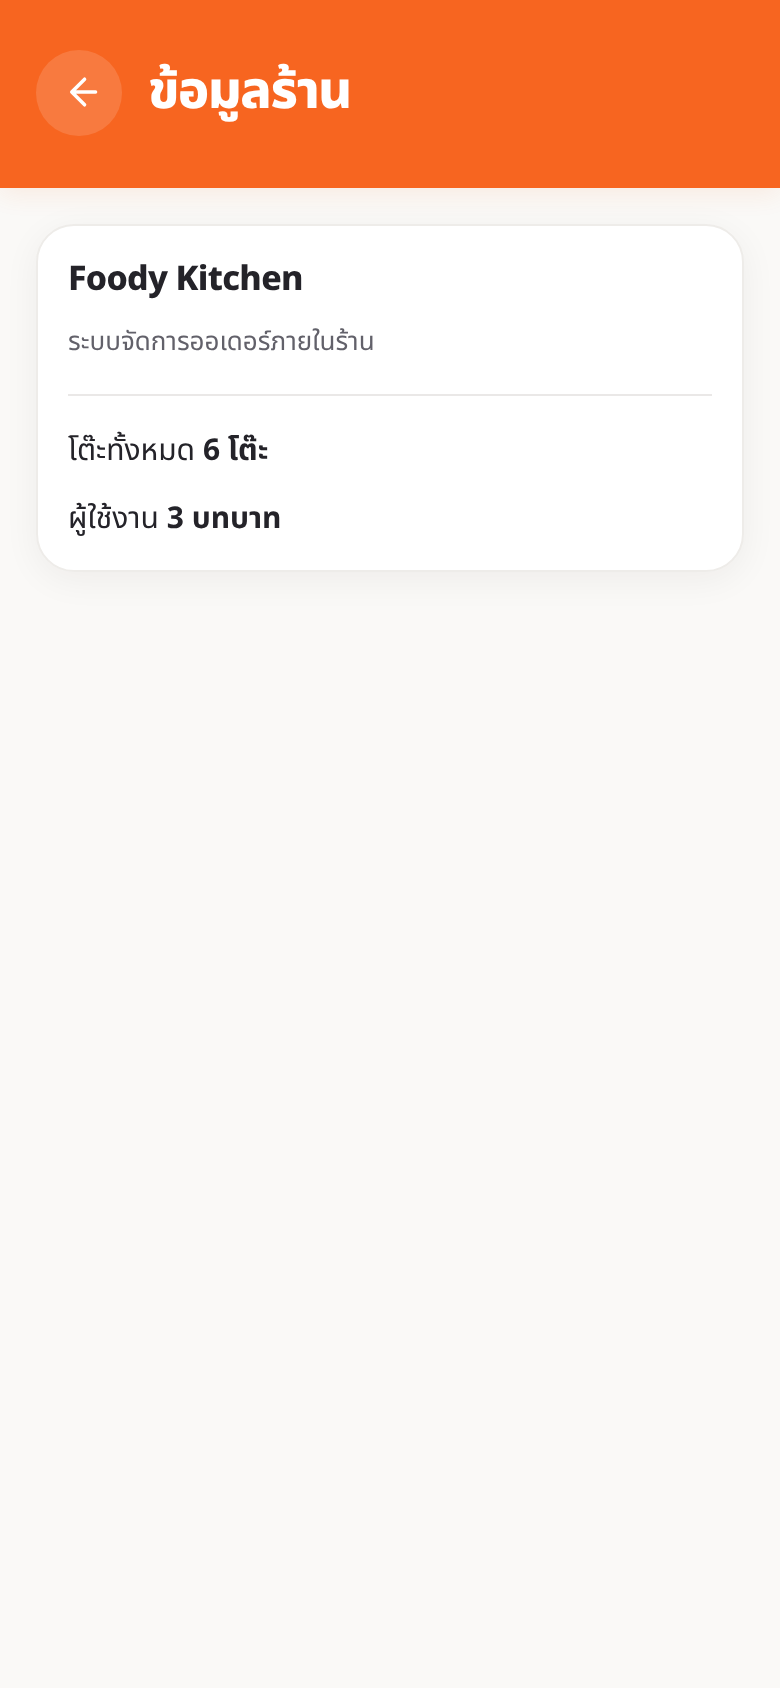 ข้อมูลร้าน
Foody Kitchen
ระบบจัดการออเดอร์ภายในร้าน
โต๊ะทั้งหมด 6 โต๊ะ
ผู้ใช้งาน 3 บทบาท